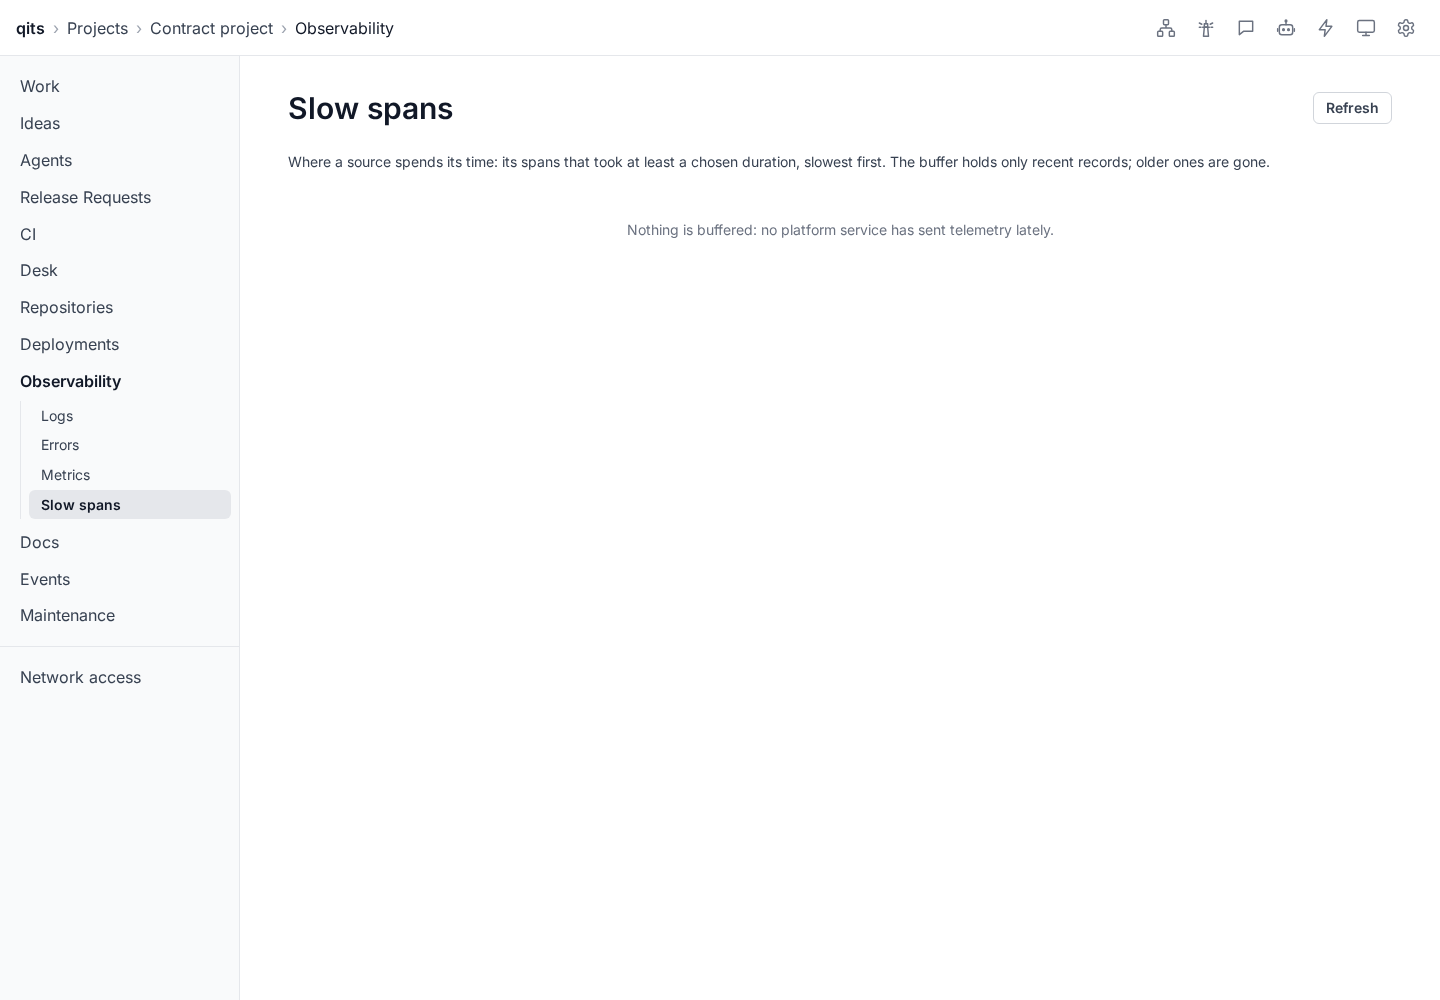 qits › Projects › Contract project › Observability
Work
Ideas
Agents
Release Requests
CI
Desk
Repositories
Deployments
Observability
Logs
Errors
Metrics
Slow spans
Docs
Events
Maintenance
Network access
Slow spans
Refresh
Where a source spends its time: its spans that took at least a chosen duration, slowest first. The buffer holds only recent records; older ones are gone.
Nothing is buffered: no platform service has sent telemetry lately.